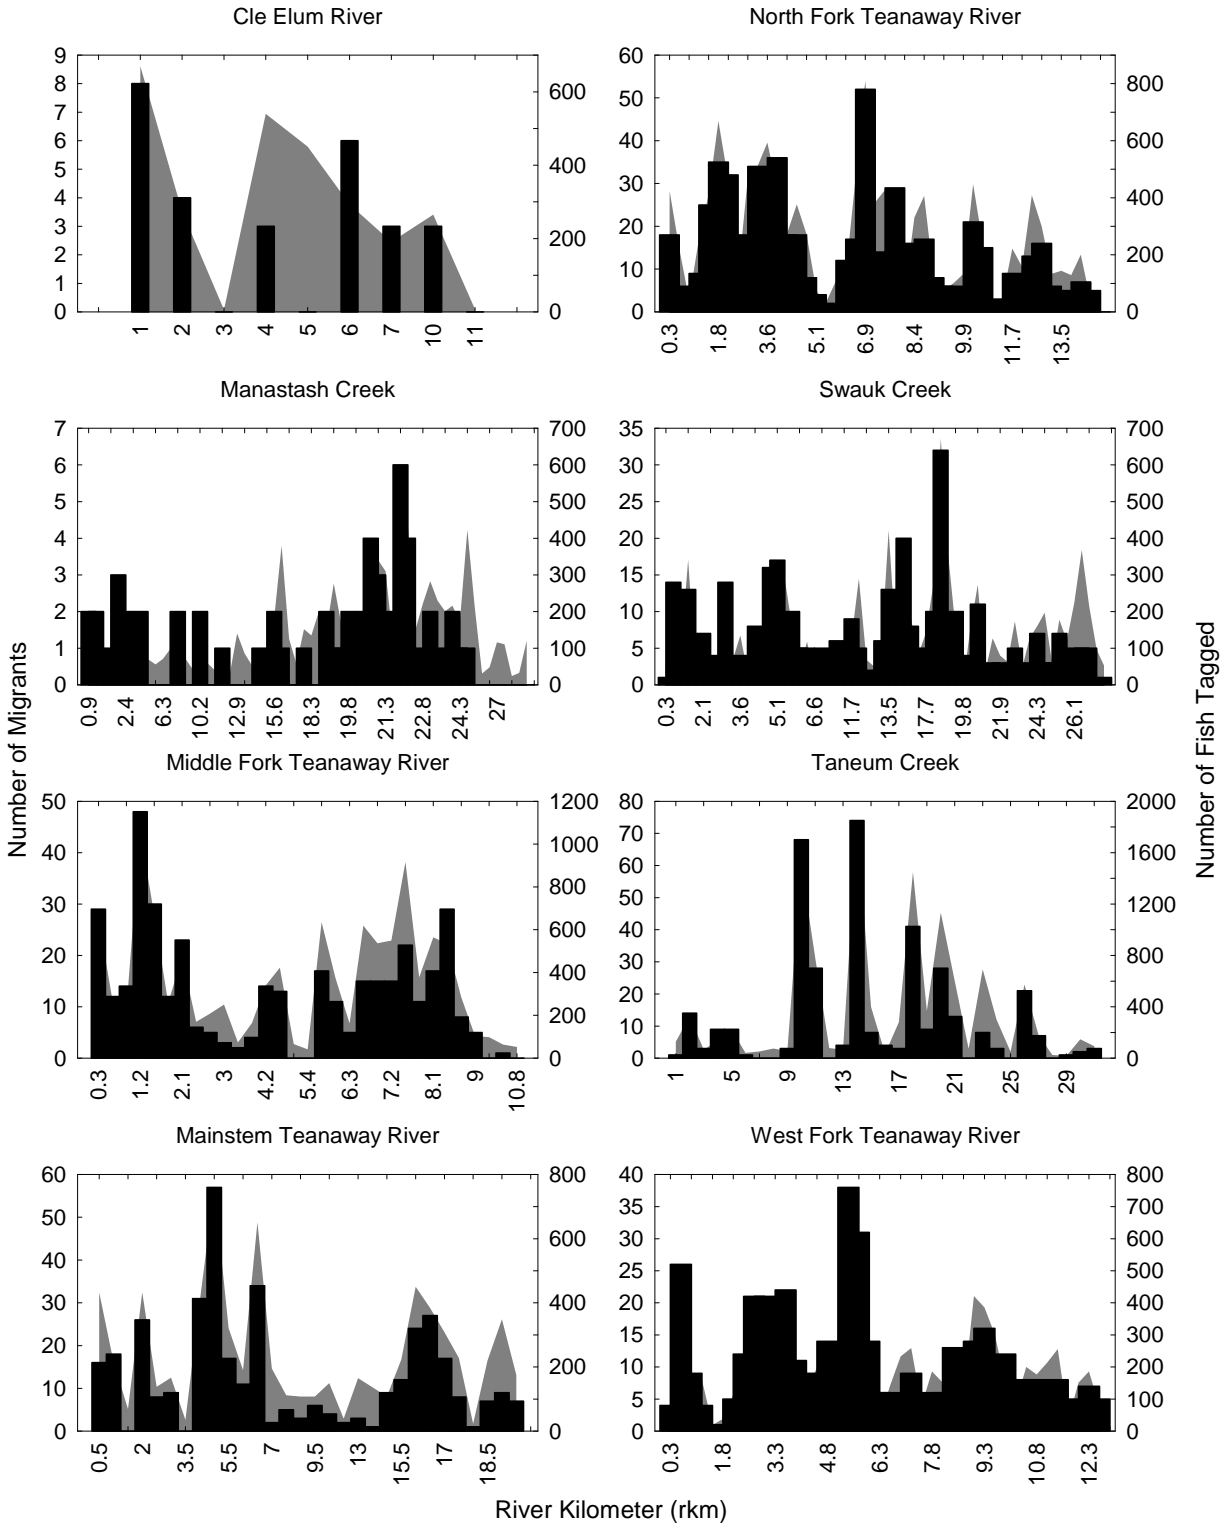 Cle Elum River
North Fork Teanaway River
9 8 7 6 5 4 3 2 1 0
600 400 200 0
1 2 3 4 5 6 7 10 11
60 50 40 30 20 10 0
800 600 400 200 0
0.3 1.8 3.6 5.1 6.9 8.4 9.9 11.7 13.5
Manastash Creek
Swauk Creek
7 6 5 4 3 2 1 0
700 600 500 400 300 200 100 0
0.9 2.4 6.3 10.2 12.9 15.6 18.3 19.8 21.3 22.8 24.3 27
35 30 25 20 15 10 5 0
700 600 500 400 300 200 100 0
0.3 2.1 3.6 5.1 6.6 11.7 13.5 17.7 19.8 21.9 24.3 26.1
Number of Migrants
Number of Fish Tagged
Middle Fork Teanaway River
Taneum Creek
50 40 30 20 10 0
1200 1000 800 600 400 200 0
0.3 1.2 2.1 3 4.2 5.4 6.3 7.2 8.1 9 10.8
80 70 60 50 40 30 20 10 0
2000 1600 1200 800 400 0
1 5 9 13 17 21 25 29
Mainstem Teanaway River
West Fork Teanaway River
60 50 40 30 20 10 0
800 600 400 200 0
0.5 2 3.5 5.5 7 9.5 13 15.5 17 18.5
40 35 30 25 20 15 10 5 0
800 700 600 500 400 300 200 100 0
0.3 1.8 3.3 4.8 6.3 7.8 9.3 10.8 12.3
River Kilometer (rkm)